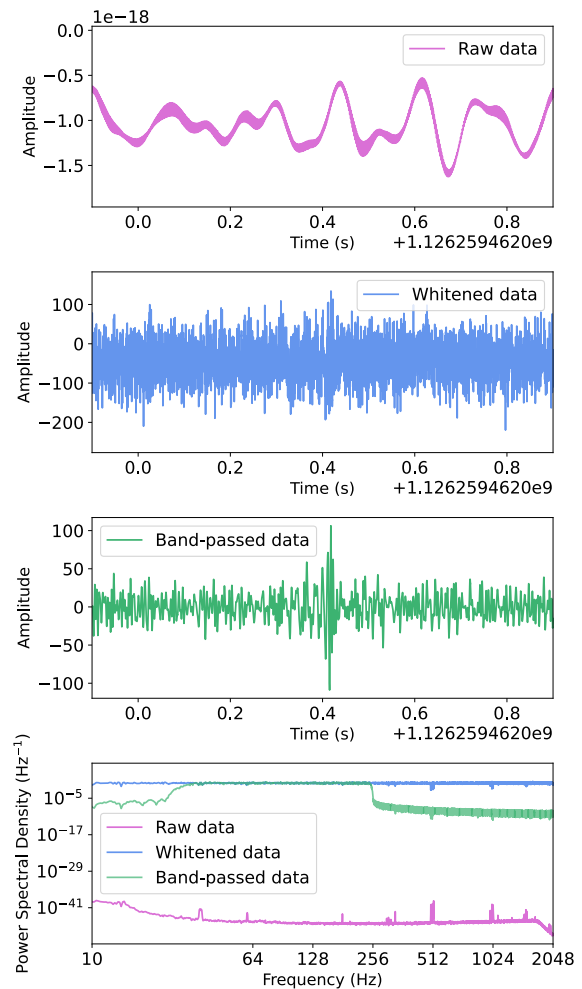 1e−18
0.0
−0.5
−1.0
−1.5
Amplitude
Raw data
0.0 0.2 0.4 0.6 0.8
Time (s) +1.1262594620e9
100
0
−100
−200
Amplitude
Whitened data
0.0 0.2 0.4 0.6 0.8
Time (s) +1.1262594620e9
100
50
0
−50
−100
Amplitude
Band-passed data
0.0 0.2 0.4 0.6 0.8
Time (s) +1.1262594620e9
Power Spectral Density (Hz⁻¹)
10⁻⁵
10⁻¹⁷
10⁻²⁹
10⁻⁴¹
Raw data
Whitened data
Band-passed data
10 64 128 256 512 1024 2048
Frequency (Hz)